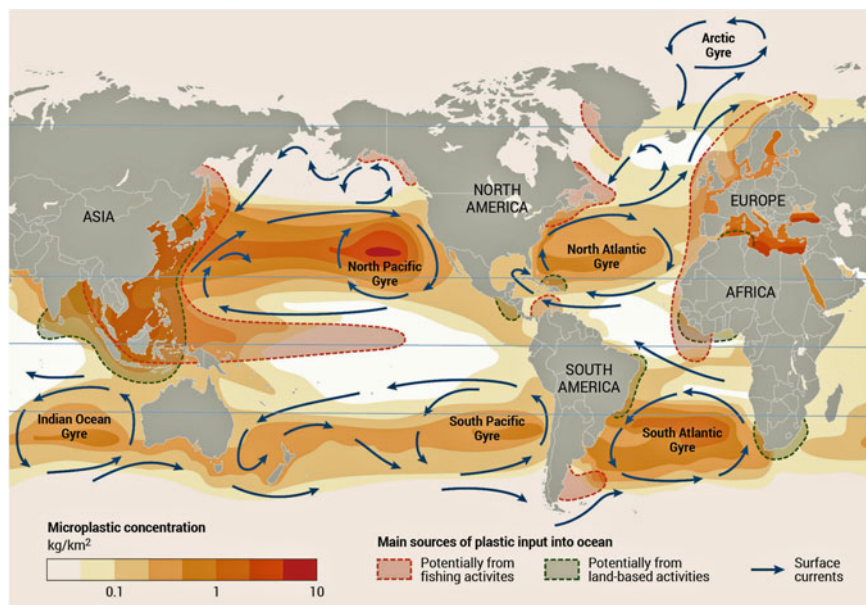 Arctic
Gyre
NORTH
AMERICA
ASIA
EUROPE
North Pacific
Gyre
North Atlantic
Gyre
AFRICA
SOUTH
AMERICA
Indian Ocean
Gyre
South Pacific
Gyre
South Atlantic
Gyre
Microplastic concentration
kg/km²
0.1 1 10
Main sources of plastic input into ocean
Potentially from
fishing activites
Potentially from
land-based activities
Surface
currents